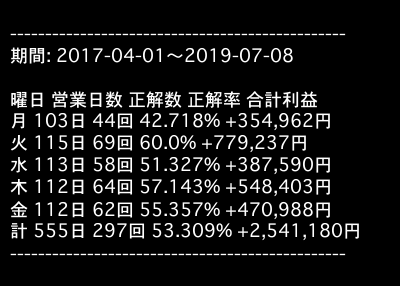 ------------------------------------------------
期間: 2017-04-01～2019-07-08
曜日 営業日数 正解数 正解率 合計利益
月 103日 44回 42.718% +354,962円
火 115日 69回 60.0% +779,237円
水 113日 58回 51.327% +387,590円
木 112日 64回 57.143% +548,403円
金 112日 62回 55.357% +470,988円
計 555日 297回 53.309% +2,541,180円
------------------------------------------------